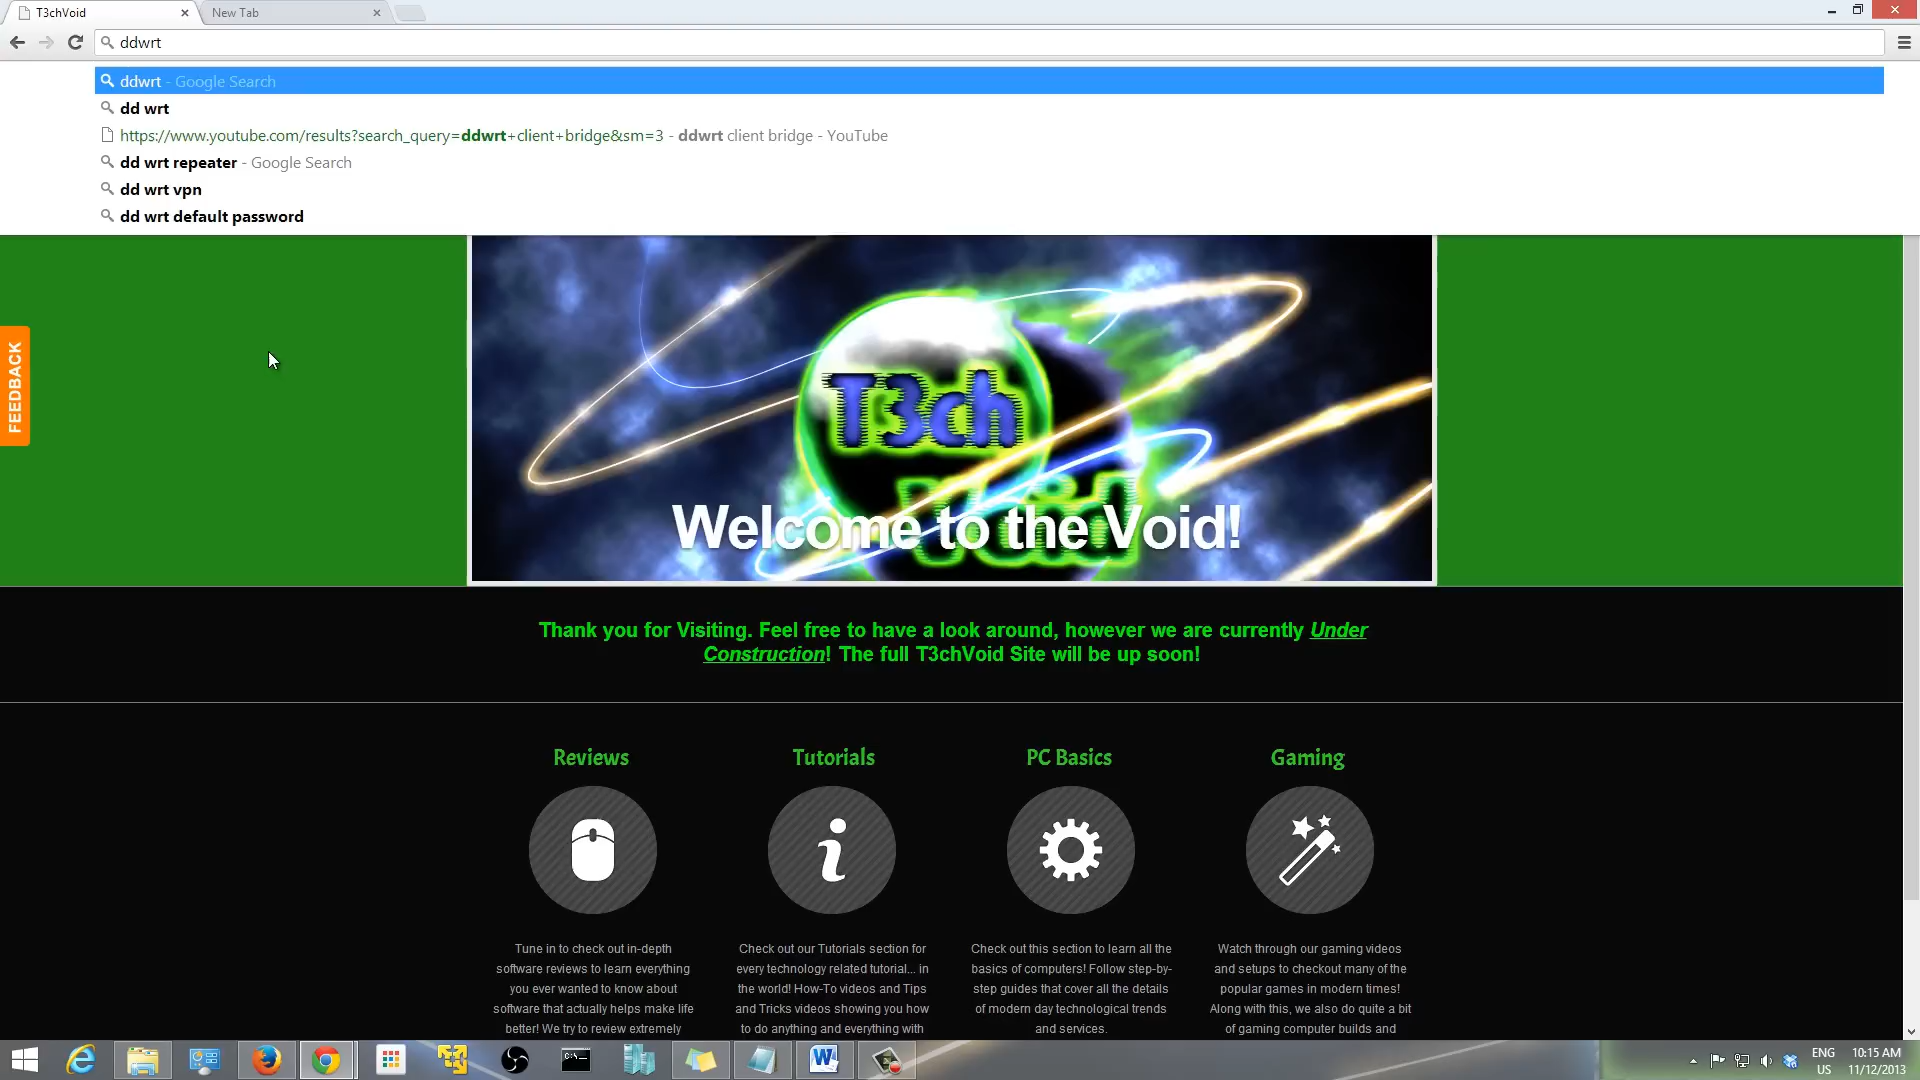 T3chVoid
New Tab
ddwrt
ddwrt - Google Search
dd wrt
https://www.youtube.com/results?search_query=ddwrt+client+bridge&sm=3 - ddwrt client bridge - YouTube
dd wrt repeater - Google Search
dd wrt vpn
dd wrt default password
FEEDBACK
T3ch
Void
Welcome to the Void!
Thank you for Visiting. Feel free to have a look around, however we are currently Under
Construction! The full T3chVoid Site will be up soon!
Reviews
Tutorials
PC Basics
Gaming
Tune in to check out in-depth
software reviews to learn everything
you ever wanted to know about
software that actually helps make life
better! We try to review extremely
Check out our Tutorials section for
every technology related tutorial... in
the world! How-To videos and Tips
and Tricks videos showing you how
to do anything and everything with
Check out this section to learn all the
basics of computers! Follow step-by-
step guides that cover all the details
of modern day technological trends
and services.
Watch through our gaming videos
and setups to checkout many of the
popular games in modern times!
Along with this, we also do quite a bit
of gaming computer builds and
ENG
US
10:15 AM
11/12/2013